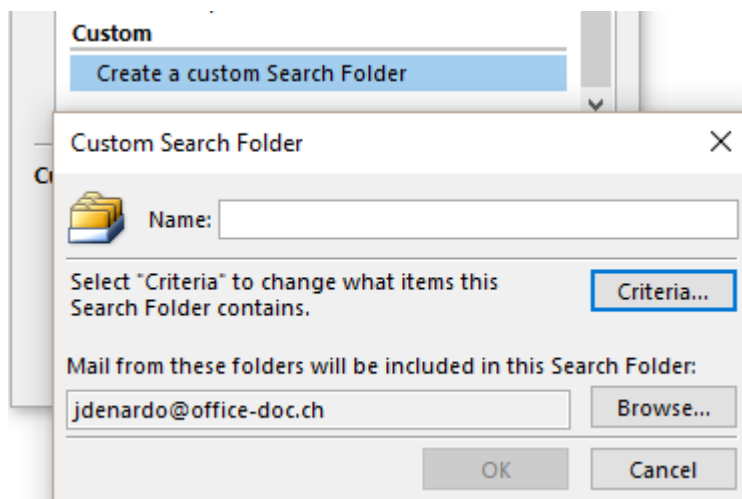 Custom
Create a custom Search Folder
Custom Search Folder
Name:
Select "Criteria" to change what items this
Search Folder contains.
Criteria...
Mail from these folders will be included in this Search Folder:
jdenardo@office-doc.ch
Browse...
OK
Cancel